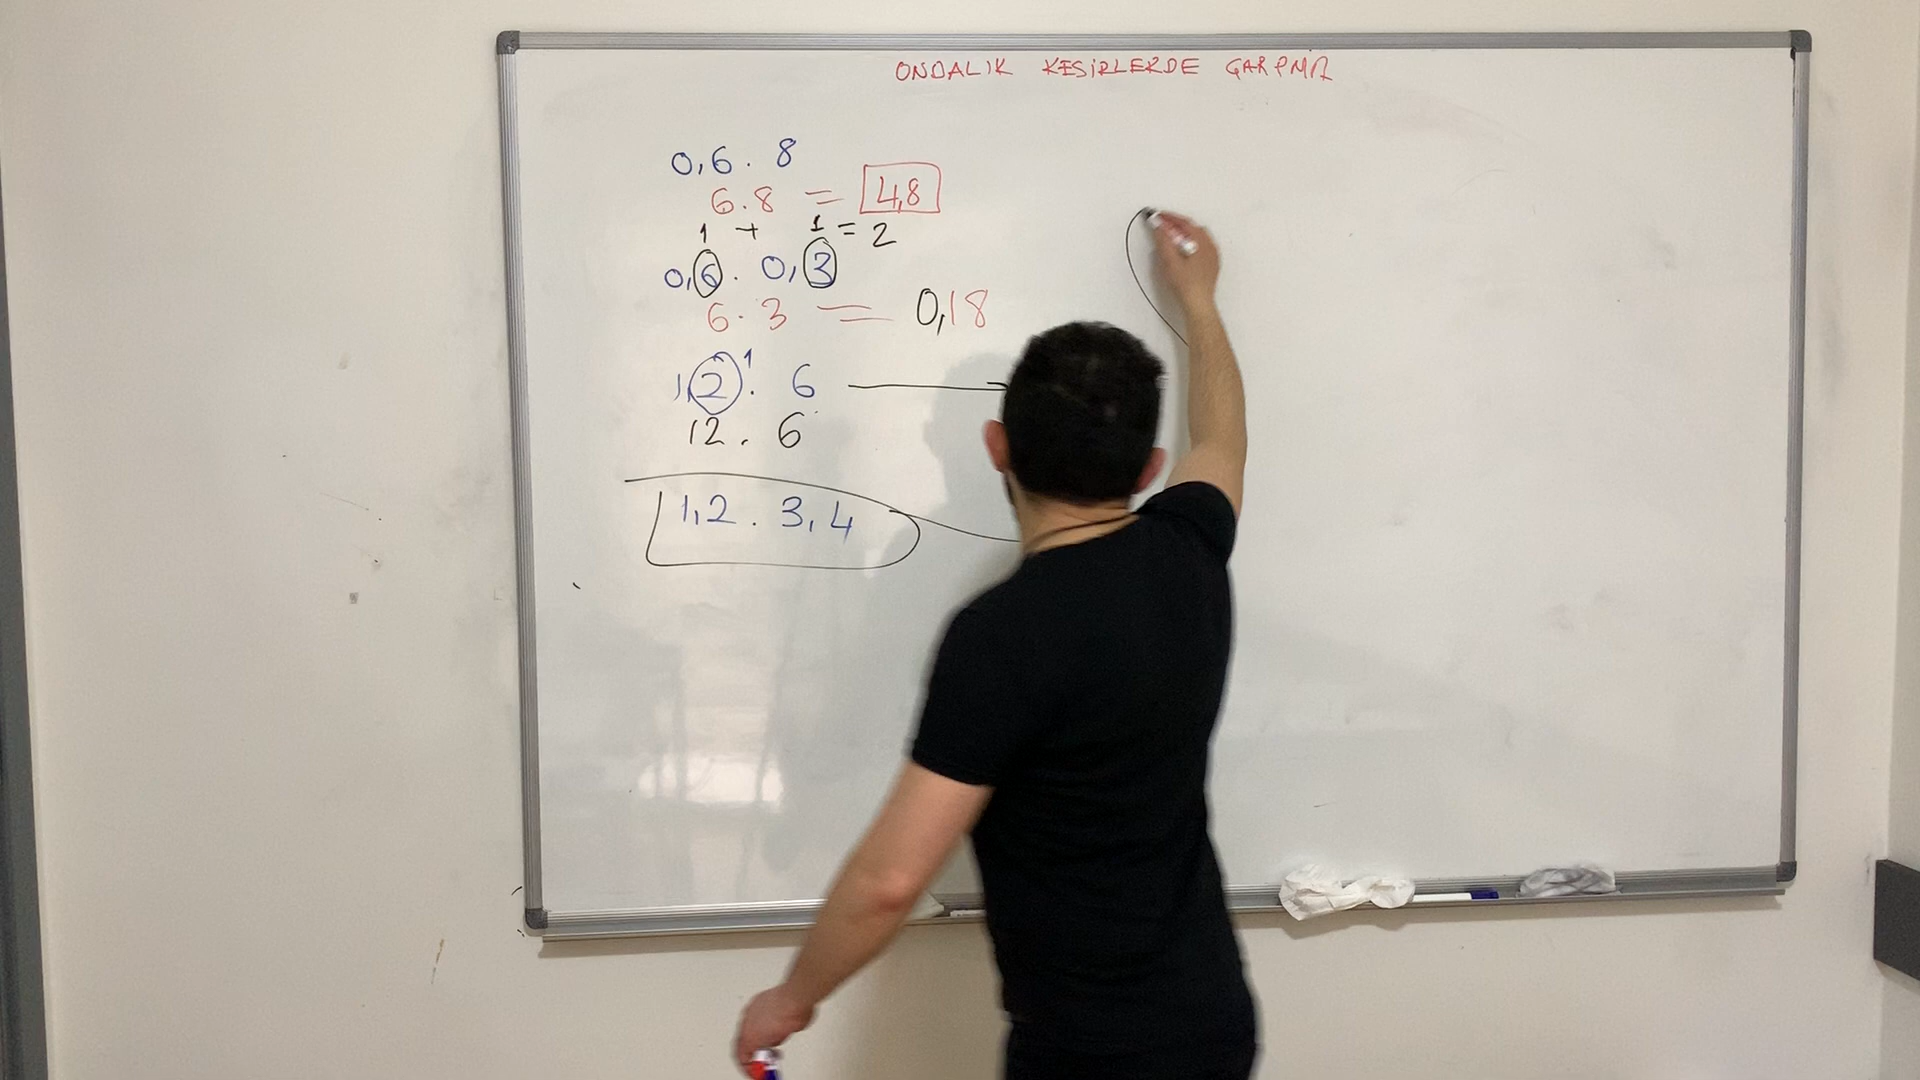 ONDALIK KESİRLERDE ÇARPMA
0,6 . 8
6.8 = 4,8
1 + 1 = 2
0,6 . 0,3
6 . 3 = 0,18
1
1,2 . 6
12 . 6
1,2 . 3,4